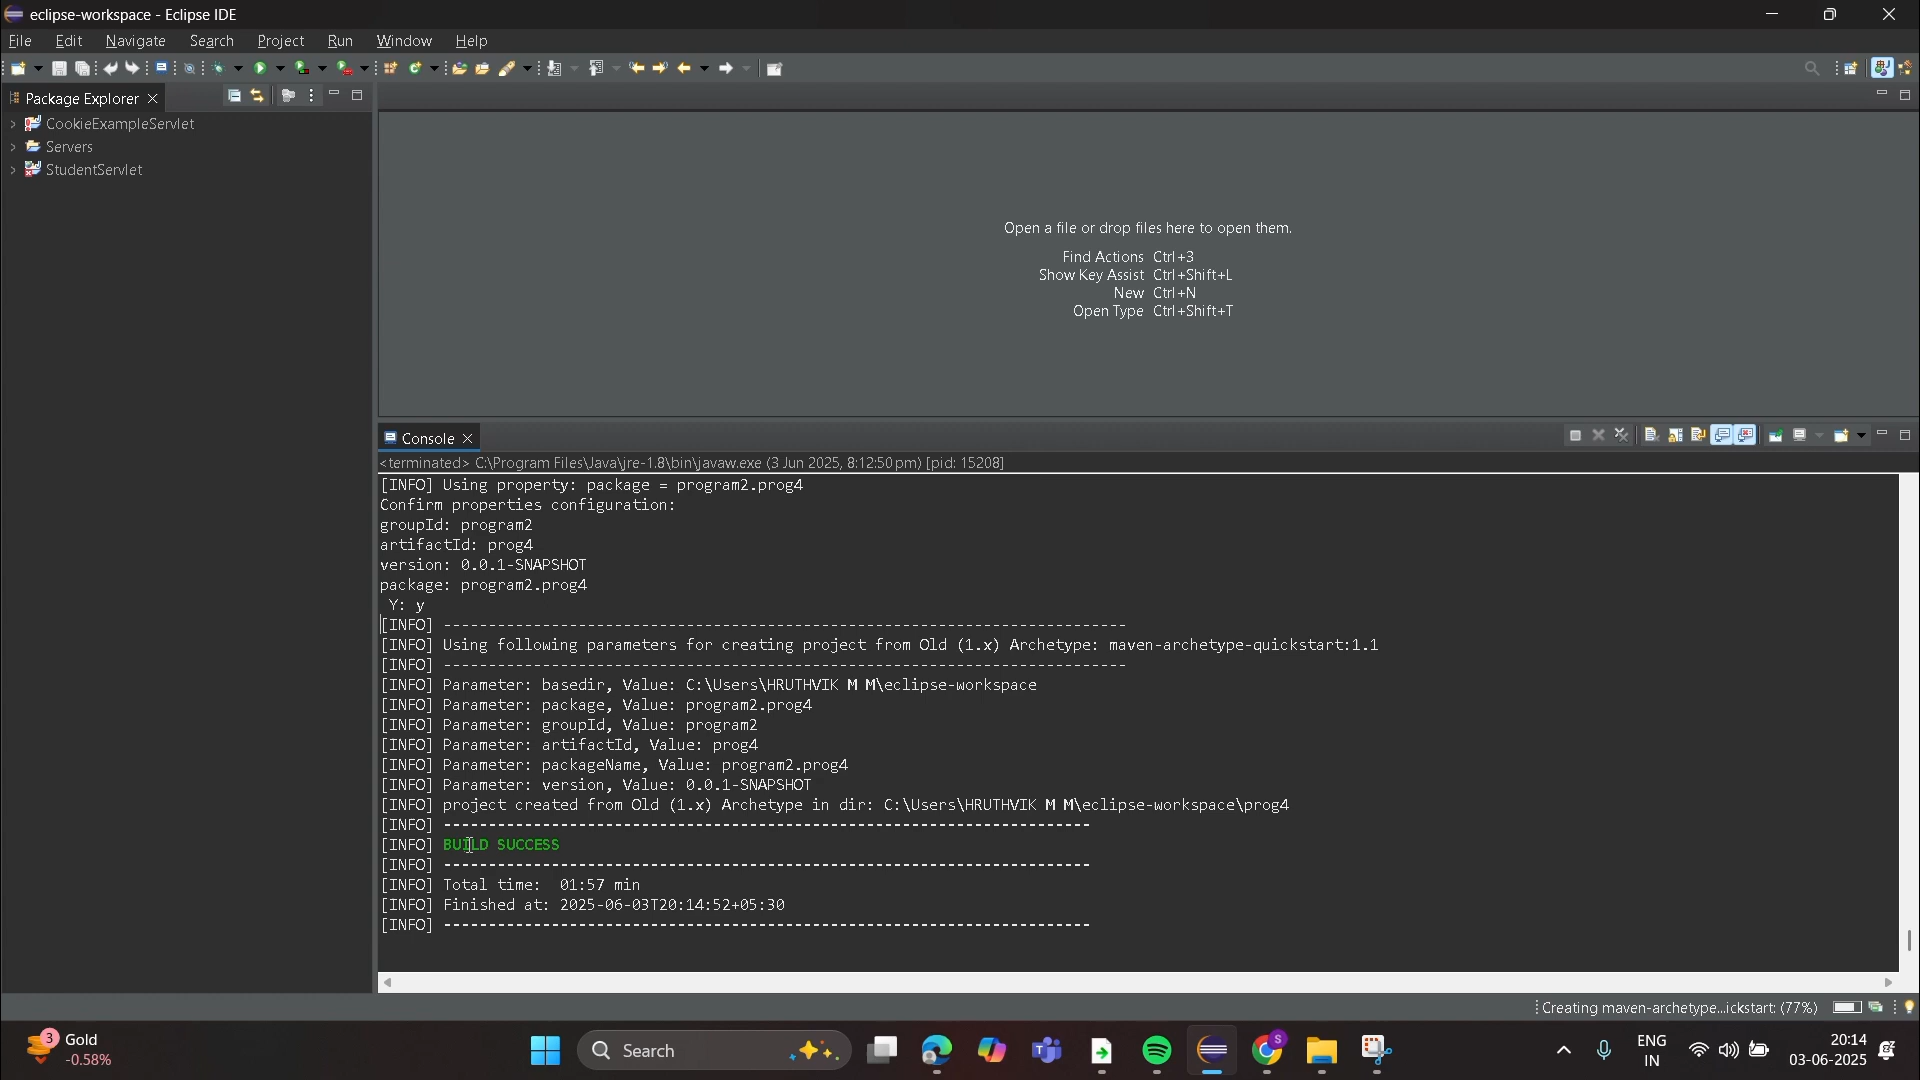 eclipse-workspace - Eclipse IDE
File Edit Navigate Search Project Run Window Help
Package Explorer
CookieExampleServlet
Servers
StudentServlet
Open a file or drop files here to open them.
Find Actions Ctrl+3
Show Key Assist Ctrl+Shift+L
New Ctrl+N
Open Type Ctrl+Shift+T
Console
<terminated> C:\Program Files\Java\jre-1.8\bin\javaw.exe (3 Jun 2025, 8:12:50 pm) [pid: 15208]
[INFO] Using property: package = program2.prog4
Confirm properties configuration:
groupId: program2
artifactId: prog4
version: 0.0.1-SNAPSHOT
package: program2.prog4
Y: y
[INFO] ----------------------------------------------------------------------------
[INFO] Using following parameters for creating project from Old (1.x) Archetype: maven-archetype-quickstart:1.1
[INFO] ----------------------------------------------------------------------------
[INFO] Parameter: basedir, Value: C:\Users\HRUTHVIK M M\eclipse-workspace
[INFO] Parameter: package, Value: program2.prog4
[INFO] Parameter: groupId, Value: program2
[INFO] Parameter: artifactId, Value: prog4
[INFO] Parameter: packageName, Value: program2.prog4
[INFO] Parameter: version, Value: 0.0.1-SNAPSHOT
[INFO] project created from Old (1.x) Archetype in dir: C:\Users\HRUTHVIK M M\eclipse-workspace\prog4
[INFO] ------------------------------------------------------------------------
[INFO] BUILD SUCCESS
[INFO] ------------------------------------------------------------------------
[INFO] Total time:  01:57 min
[INFO] Finished at: 2025-06-03T20:14:52+05:30
[INFO] ------------------------------------------------------------------------
Creating maven-archetype...ickstart: (77%)
3
Gold
-0.58%
Search
S
ENG
IN
20:14
03-06-2025